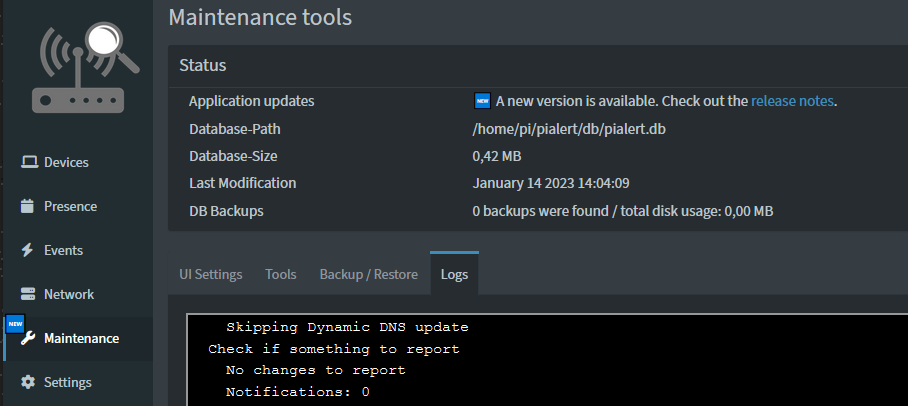 Maintenance tools
Status
Application updates NEW A new version is available. Check out the release notes.
Database-Path /home/pi/pialert/db/pialert.db
Database-Size 0,42 MB
Last Modification January 14 2023 14:04:09
DB Backups 0 backups were found / total disk usage: 0,00 MB
Devices
Presence
Events
Network
NEW
Maintenance
Settings
UI Settings Tools Backup / Restore Logs
Skipping Dynamic DNS update
Check if something to report
No changes to report
Notifications: 0